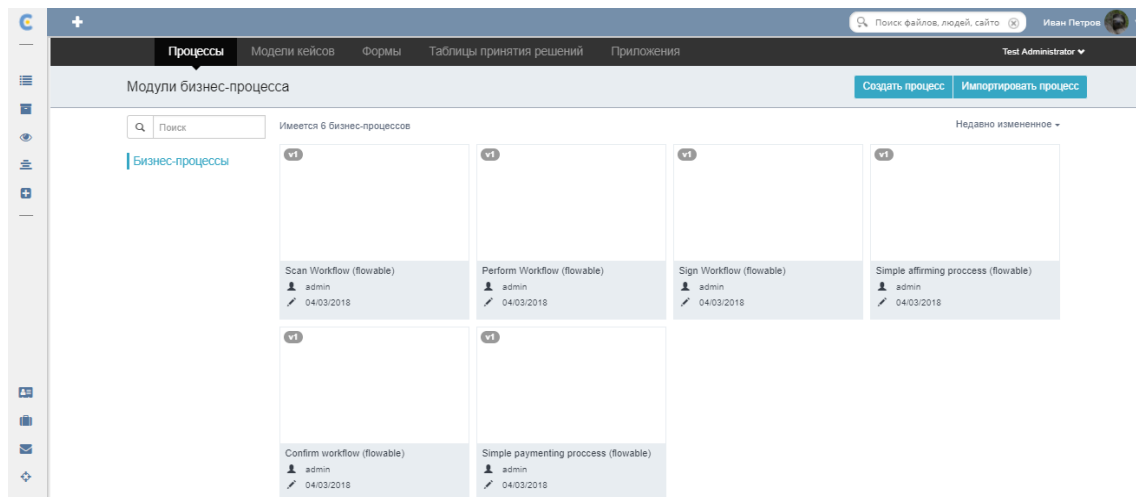 Поиск файлов, людей, сайто
Иван Петров
Процессы Модели кейсов Формы Таблицы принятия решений Приложения
Test Administrator
Модули бизнес-процесса
Создать процесс Импортировать процесс
Поиск
Имеется 6 бизнес-процессов
Недавно измененное
Бизнес-процессы
v1 v1 v1 v1
Scan Workflow (flowable) Perform Workflow (flowable) Sign Workflow (flowable) Simple affirming proccess (flowable)
admin admin admin admin
04/03/2018 04/03/2018 04/03/2018 04/03/2018
v1 v1
Confirm workflow (flowable) Simple paymenting proccess (flowable)
admin admin
04/03/2018 04/03/2018